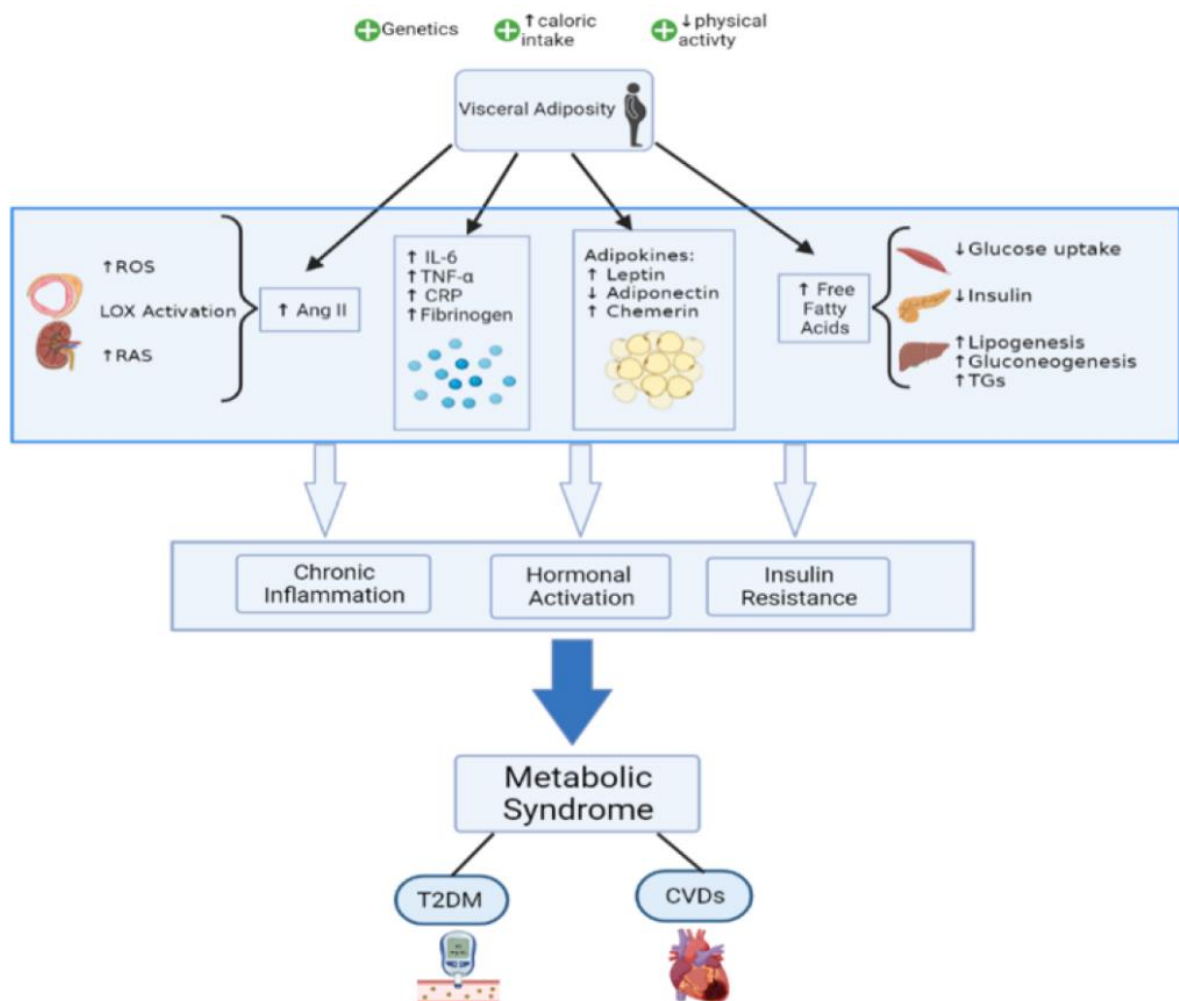 Genetics
↑caloric
intake
↓physical
activty
Visceral Adiposity
↑ROS
LOX Activation
↑RAS
↑ Ang II
↑ IL-6
↑TNF-α
↑ CRP
↑Fibrinogen
Adipokines:
↑ Leptin
↓ Adiponectin
↑ Chemerin
↑ Free
Fatty
Acids
↓Glucose uptake
↓Insulin
↑Lipogenesis
↑Gluconeogenesis
↑TGs
Chronic
Inflammation
Hormonal
Activation
Insulin
Resistance
Metabolic
Syndrome
T2DM
CVDs